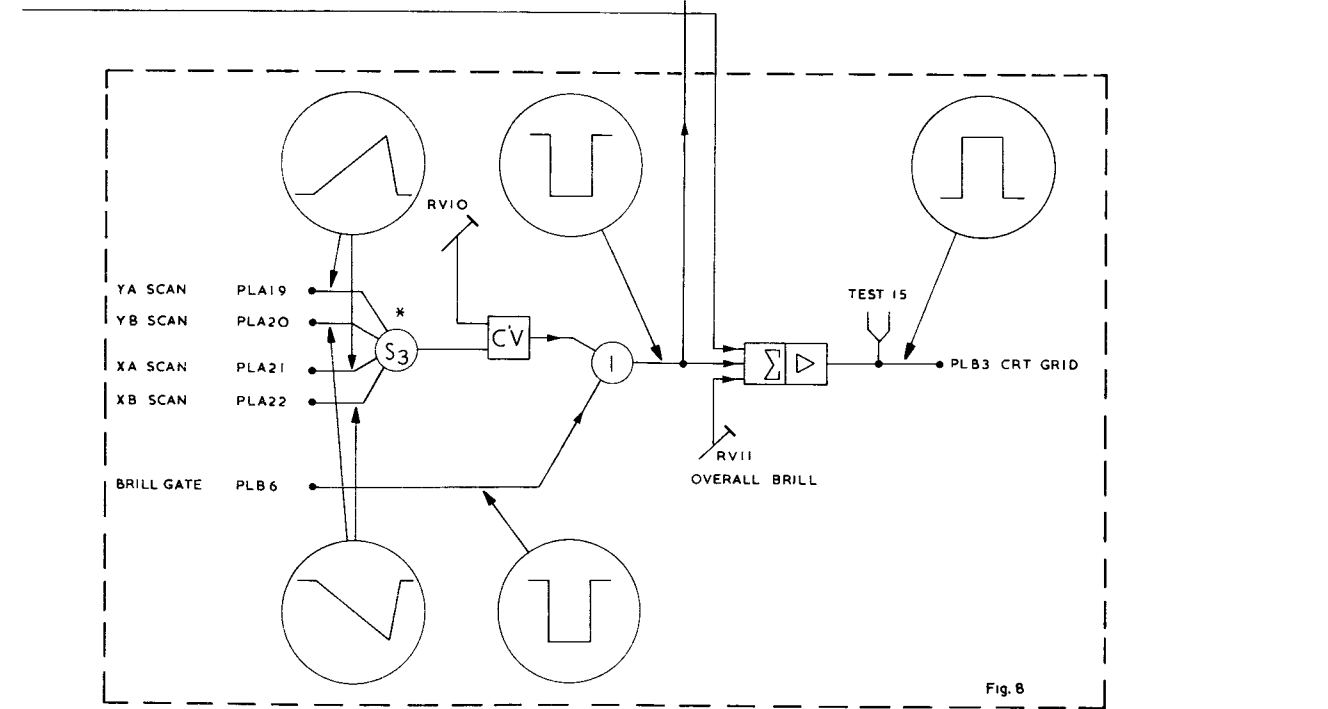 RV10
YA SCAN PLA19
YB SCAN PLA20
XA SCAN PLA21
XB SCAN PLA22
*
S3
C'V
1
Σ
TEST 15
PLB3 CRT GRID
RV11
OVERALL BRILL
BRILL GATE PLB6
Fig. 8